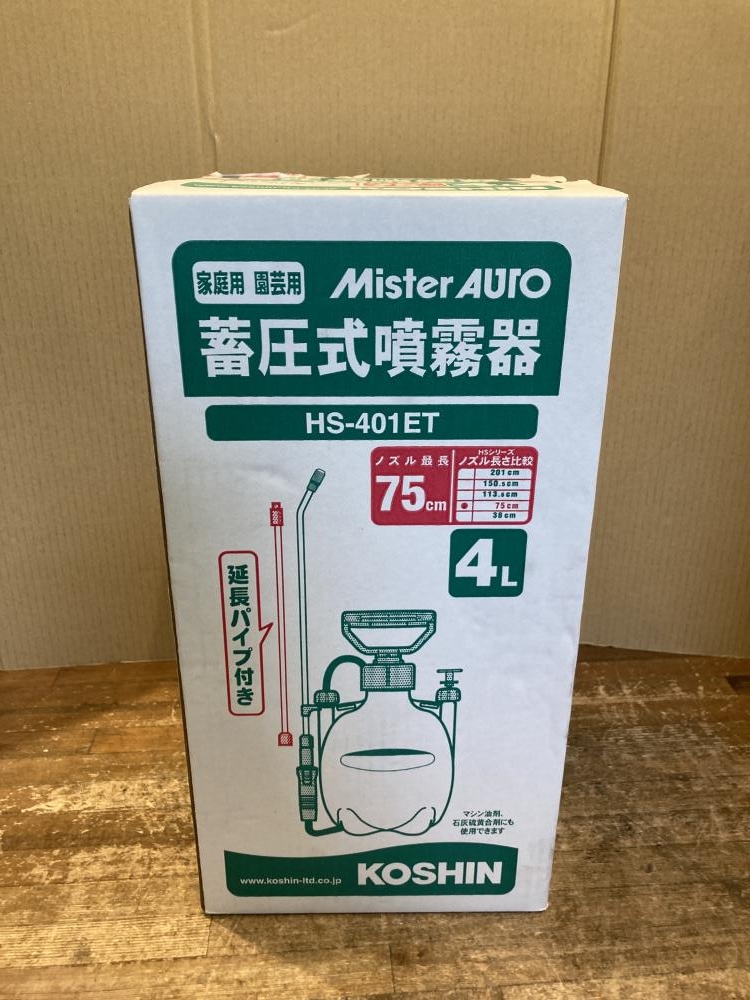 家庭用 園芸用 Mister AUTO
蓄圧式噴霧器
HS-401ET
ノズル最長
75cm
HSシリーズ
ノズル長さ比較
201cm
150.5cm
113.5cm
75cm
38cm
4L
延長パイプ付き
マシン油剤、
石灰硫黄合剤にも
使用できます
www.koshin-ltd.co.jp KOSHIN